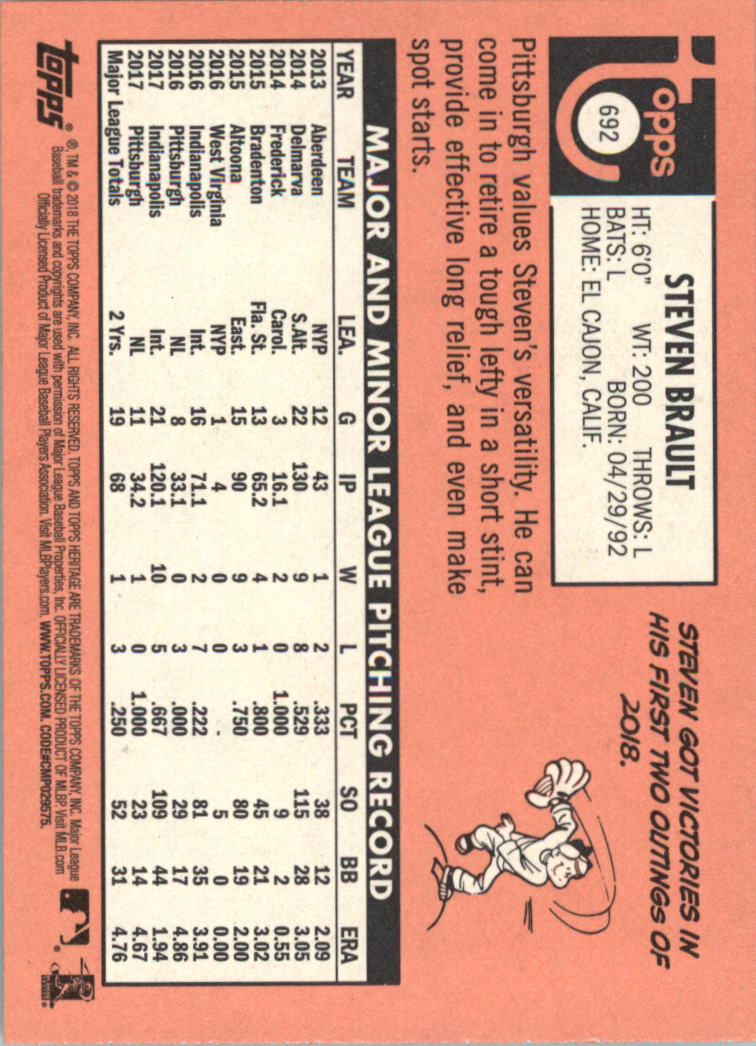 topps
692
STEVEN BRAULT
HT: 6'0" WT: 200 THROWS: L
BATS: L BORN: 04/29/92
HOME: EL CAJON, CALIF.
STEVEN GOT VICTORIES IN
HIS FIRST TWO OUTINGS OF
2018.
Pittsburgh values Steven's versatility. He can
come in to retire a tough lefty in a short stint,
provide effective long relief, and even make
spot starts.
MAJOR AND MINOR LEAGUE PITCHING RECORD
YEAR TEAM LEA. G IP W L PCT SO BB ERA
2013 Aberdeen NYP 12 43 1 2 .333 38 12 2.09
2014 Delmarva S.Alt. 22 130 9 8 .529 115 28 3.05
2014 Frederick Carol. 3 16.1 2 0 1.000 9 2 0.55
2015 Bradenton Fla. St. 13 65.2 4 1 .800 45 21 3.02
2015 Altoona East. 15 90 9 3 .750 80 19 2.00
2016 West Virginia NYP 1 4 0 0 - 5 0 0.00
2016 Indianapolis Int. 16 71.1 2 7 .222 81 35 3.91
2016 Pittsburgh NL 8 33.1 0 3 .000 29 17 4.86
2017 Indianapolis Int. 21 120.1 10 5 .667 109 44 1.94
2017 Pittsburgh NL 11 34.2 1 0 1.000 23 14 4.67
Major League Totals 2 Yrs. 19 68 1 3 .250 52 31 4.76
topps®
®, TM & © 2018 THE TOPPS COMPANY, INC. ALL RIGHTS RESERVED. TOPPS AND TOPPS HERITAGE ARE TRADEMARKS OF THE TOPPS COMPANY, INC. Major League
Baseball trademarks and copyrights are used with permission of Major League Baseball Properties, Inc. OFFICIALLY LICENSED PRODUCT OF MLBP. Visit MLB.com
Officially Licensed Product of Major League Baseball Players Association. Visit MLBPlayers.com. WWW.TOPPS.COM. CODE#CMP029575.